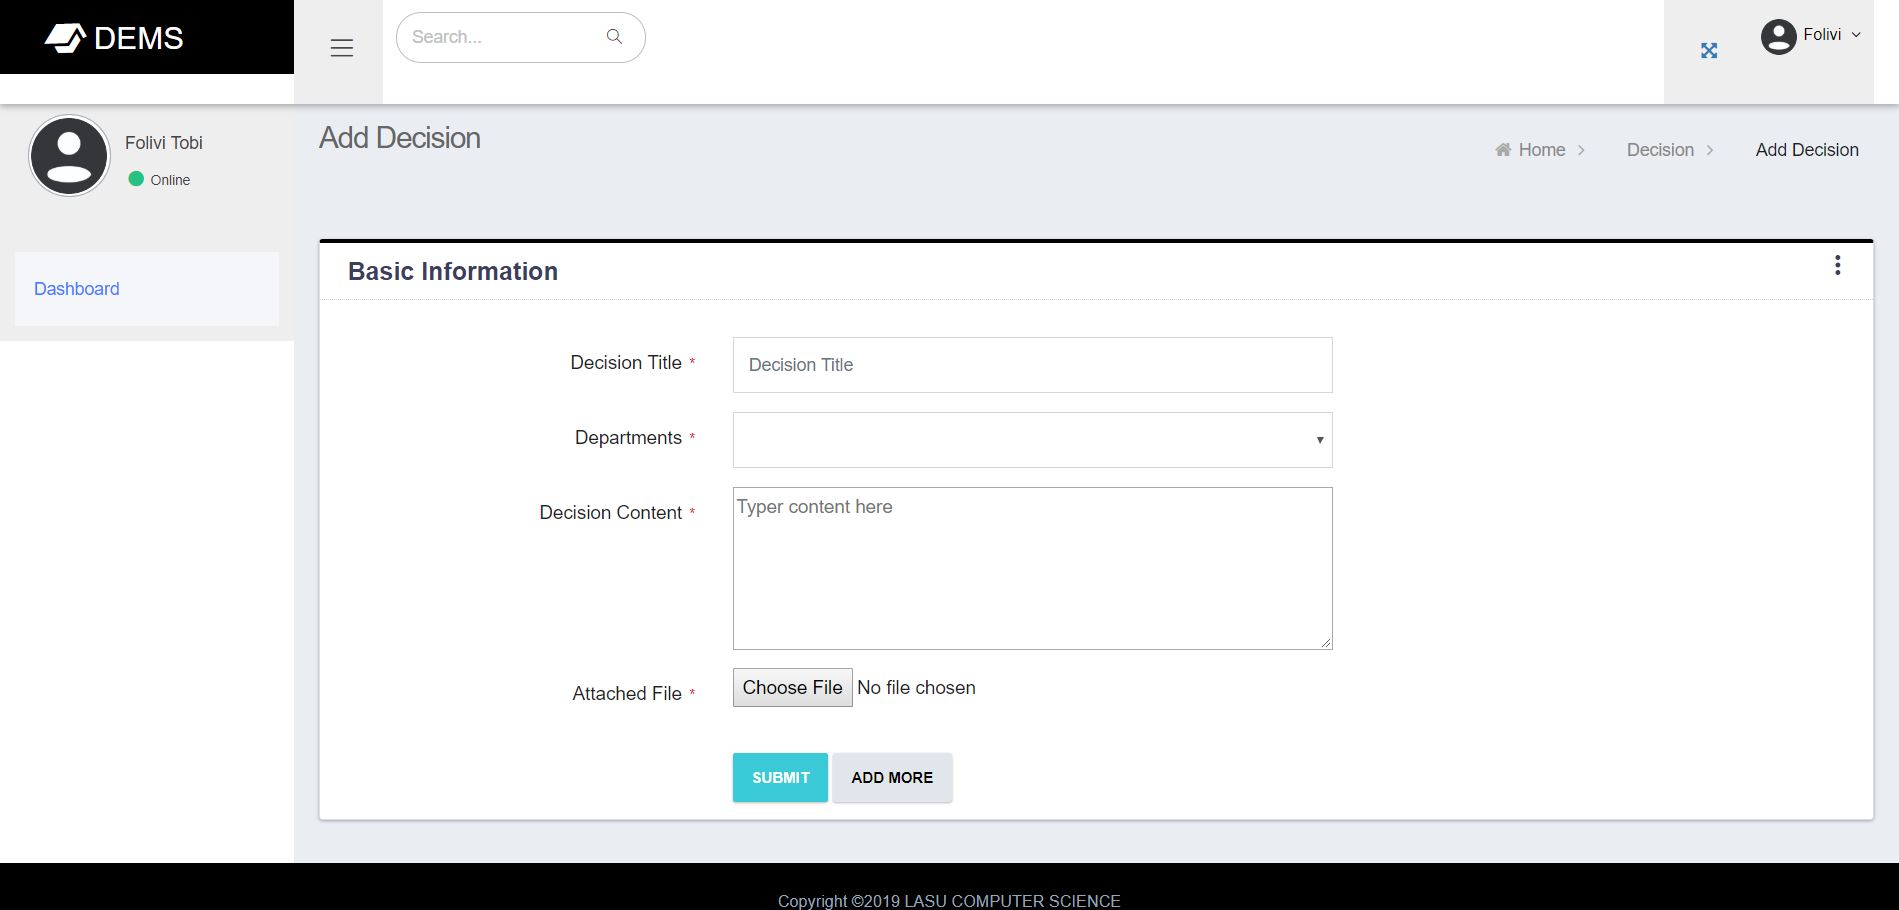 DEMS
Search...
Folivi
Folivi Tobi
Online
Dashboard
Add Decision
Home > Decision > Add Decision
Basic Information
Decision Title *
Decision Title
Departments *
Decision Content *
Typer content here
Attached File *
Choose File No file chosen
SUBMIT ADD MORE
Copyright ©2019 LASU COMPUTER SCIENCE